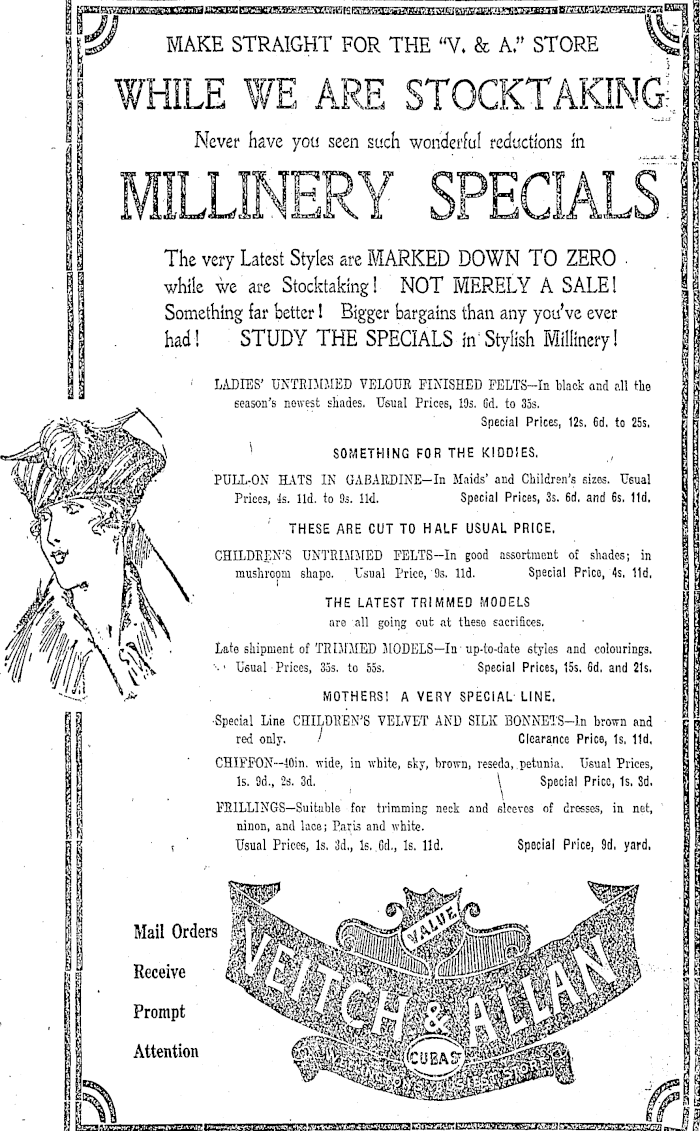 MAKE STRAIGHT FOR THE “V. & A.” STORE
WHILE WE ARE STOCKTAKING
Never have you seen such wonderful reductions in
MILLINERY SPECIALS
The very Latest Styles are MARKED DOWN TO ZERO
while we are Stocktaking! NOT MERELY A SALE!
Something far better! Bigger bargains than any you've ever
had! STUDY THE SPECIALS in Stylish Millinery!
LADIES' UNTRIMMED VELOUR FINISHED FELTS—In black and all the
season's newest shades. Usual Prices, 19s. 6d. to 35s.
Special Prices, 12s. 6d. to 25s.
SOMETHING FOR THE KIDDIES.
PULL-ON HATS IN GABARDINE—In Maids' and Children's sizes. Usual
Prices, 4s. 11d. to 9s. 11d. Special Prices, 3s. 6d. and 6s. 11d.
THESE ARE CUT TO HALF USUAL PRICE.
CHILDREN'S UNTRIMMED FELTS—In good assortment of shades; in
mushroom shape. Usual Price, 9s. 11d. Special Price, 4s. 11d.
THE LATEST TRIMMED MODELS
are all going out at these sacrifices.
Late shipment of TRIMMED MODELS—In up-to-date styles and colourings.
Usual Prices, 35s. to 55s. Special Prices, 15s. 6d. and 21s.
MOTHERS! A VERY SPECIAL LINE.
Special Line CHILDREN'S VELVET AND SILK BONNETS—In brown and
red only. Clearance Price, 1s. 11d.
CHIFFON--40in. wide, in white, sky, brown, reseda, petunia. Usual Prices,
1s. 9d., 2s. 3d. Special Price, 1s. 3d.
FRILLINGS—Suitable for trimming neck and sleeves of dresses, in net,
ninon, and lace; Paris and white.
Usual Prices, 1s. 3d., 1s. 6d., 1s. 11d. Special Price, 9d. yard.
Mail Orders
Receive
Prompt
Attention
VALUE
VEITCH & ALLAN
CUBA ST